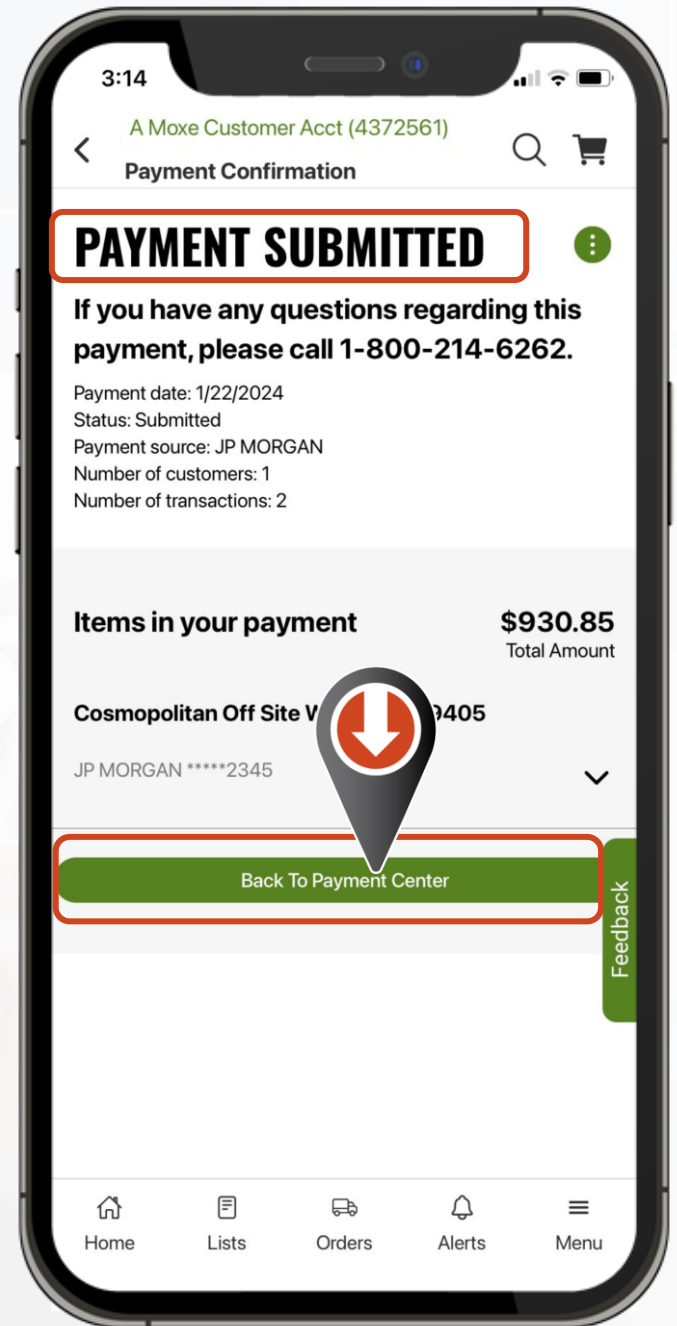 3:14
A Moxe Customer Acct (4372561)
Payment Confirmation
PAYMENT SUBMITTED
If you have any questions regarding this
payment, please call 1-800-214-6262.
Payment date: 1/22/2024
Status: Submitted
Payment source: JP MORGAN
Number of customers: 1
Number of transactions: 2
Items in your payment
$930.85
Total Amount
Cosmopolitan Off Site 9405
JP MORGAN *****2345
Back To Payment Center
Feedback
Home
Lists
Orders
Alerts
Menu